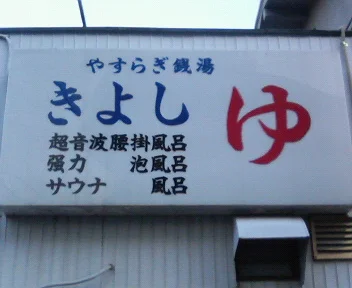 やすらぎ銭湯
きよし
ゆ
超音波腰掛風呂
强力 泡風呂
サウナ 風呂